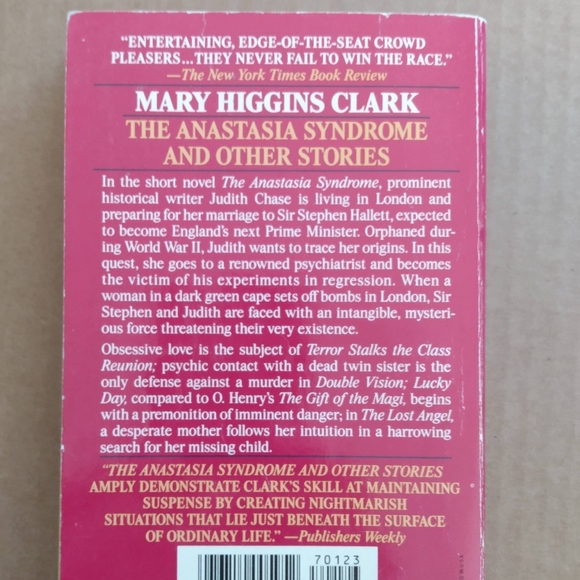 “ENTERTAINING, EDGE-OF-THE-SEAT CROWD
PLEASERS...THEY NEVER FAIL TO WIN THE RACE.”
—The New York Times Book Review
MARY HIGGINS CLARK
THE ANASTASIA SYNDROME
AND OTHER STORIES
In the short novel The Anastasia Syndrome, prominent
historical writer Judith Chase is living in London and
preparing for her marriage to Sir Stephen Hallett, expected
to become England’s next Prime Minister. Orphaned dur-
ing World War II, Judith wants to trace her origins. In this
quest, she goes to a renowned psychiatrist and becomes
the victim of his experiments in regression. When a
woman in a dark green cape sets off bombs in London, Sir
Stephen and Judith are faced with an intangible, mysteri-
ous force threatening their very existence.
Obsessive love is the subject of Terror Stalks the Class
Reunion; psychic contact with a dead twin sister is the
only defense against a murder in Double Vision; Lucky
Day, compared to O. Henry’s The Gift of the Magi, begins
with a premonition of imminent danger; in The Lost Angel,
a desperate mother follows her intuition in a harrowing
search for her missing child.
“THE ANASTASIA SYNDROME AND OTHER STORIES
AMPLY DEMONSTRATE CLARK’S SKILL AT MAINTAINING
SUSPENSE BY CREATING NIGHTMARISH
SITUATIONS THAT LIE JUST BENEATH THE SURFACE
OF ORDINARY LIFE.” —Publishers Weekly
70123